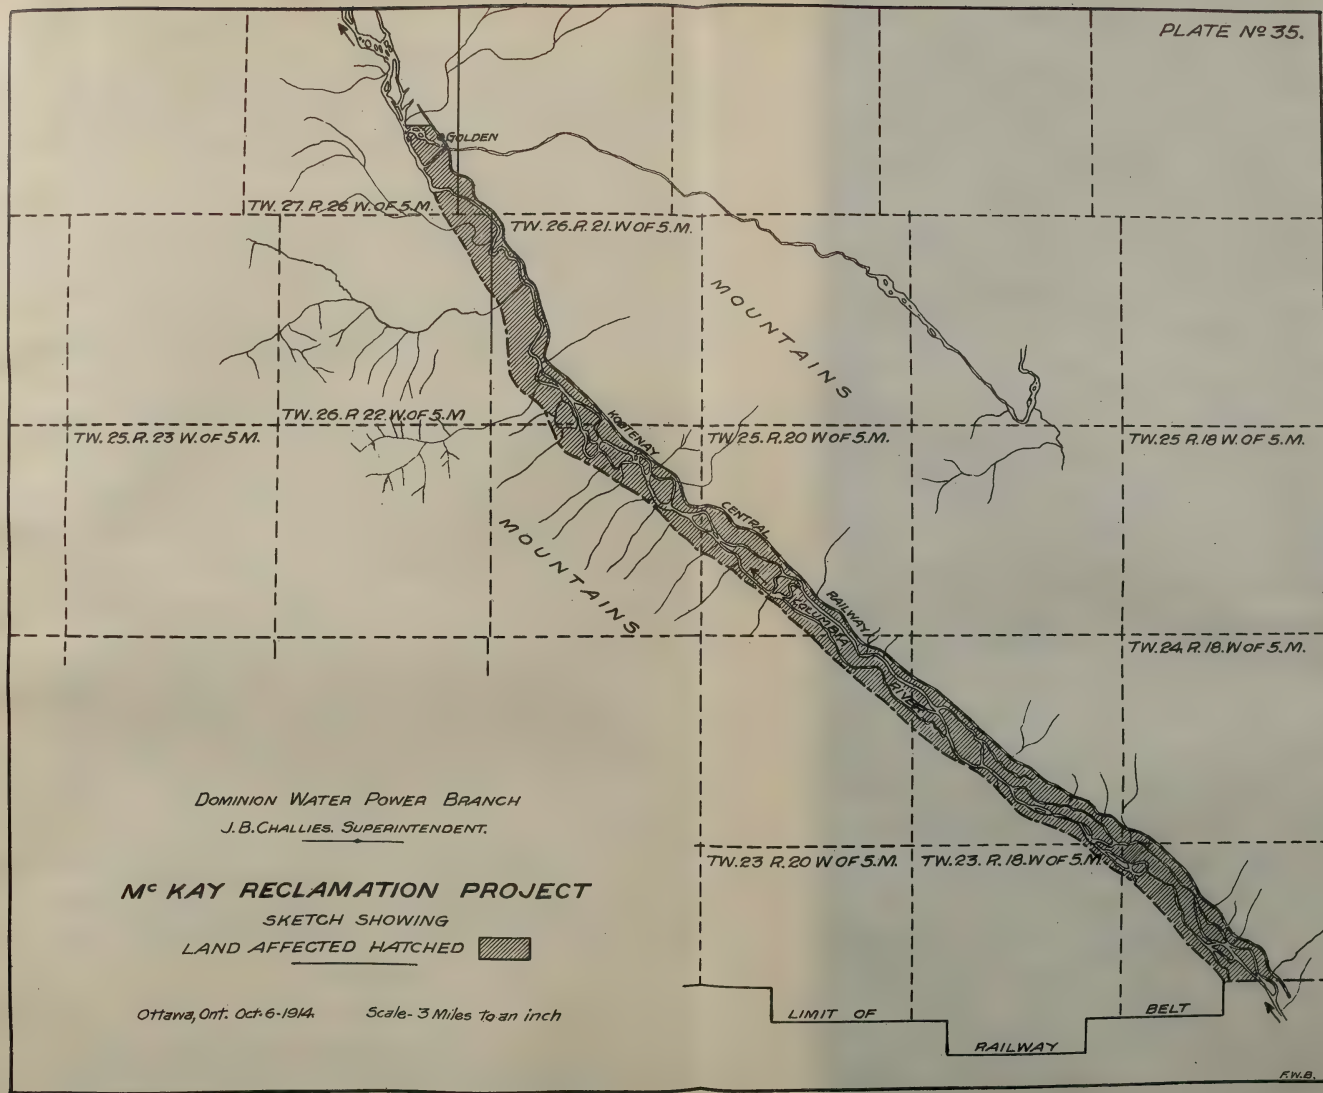 PLATE Nº 35.
GOLDEN
TW. 27. R. 26 W. OF 5. M.
TW. 26. R. 21. W OF 5. M.
MOUNTAINS
TW. 26. R 22 W. OF 5. M
TW. 25. R. 23 W. OF 5 M.
KOOTENAY
TW 25. R. 20 W. OF 5. M.
TW. 25 R. 18 W. OF 5. M.
MOUNTAINS
CENTRAL
RAILWAY
KOLUMBIA
RIVER
TW. 24. R. 18. W OF 5. M.
DOMINION WATER POWER BRANCH
J. B. CHALLIES. SUPERINTENDENT.
TW. 23 R. 20 W OF 5. M.
TW. 23. R. 18. W OF 5. M.
Mc KAY RECLAMATION PROJECT
SKETCH SHOWING
LAND AFFECTED HATCHED
Ottawa, Ont. Oct-6-1914.
Scale-3 Miles to an inch
LIMIT OF
BELT
RAILWAY
F.W.B.